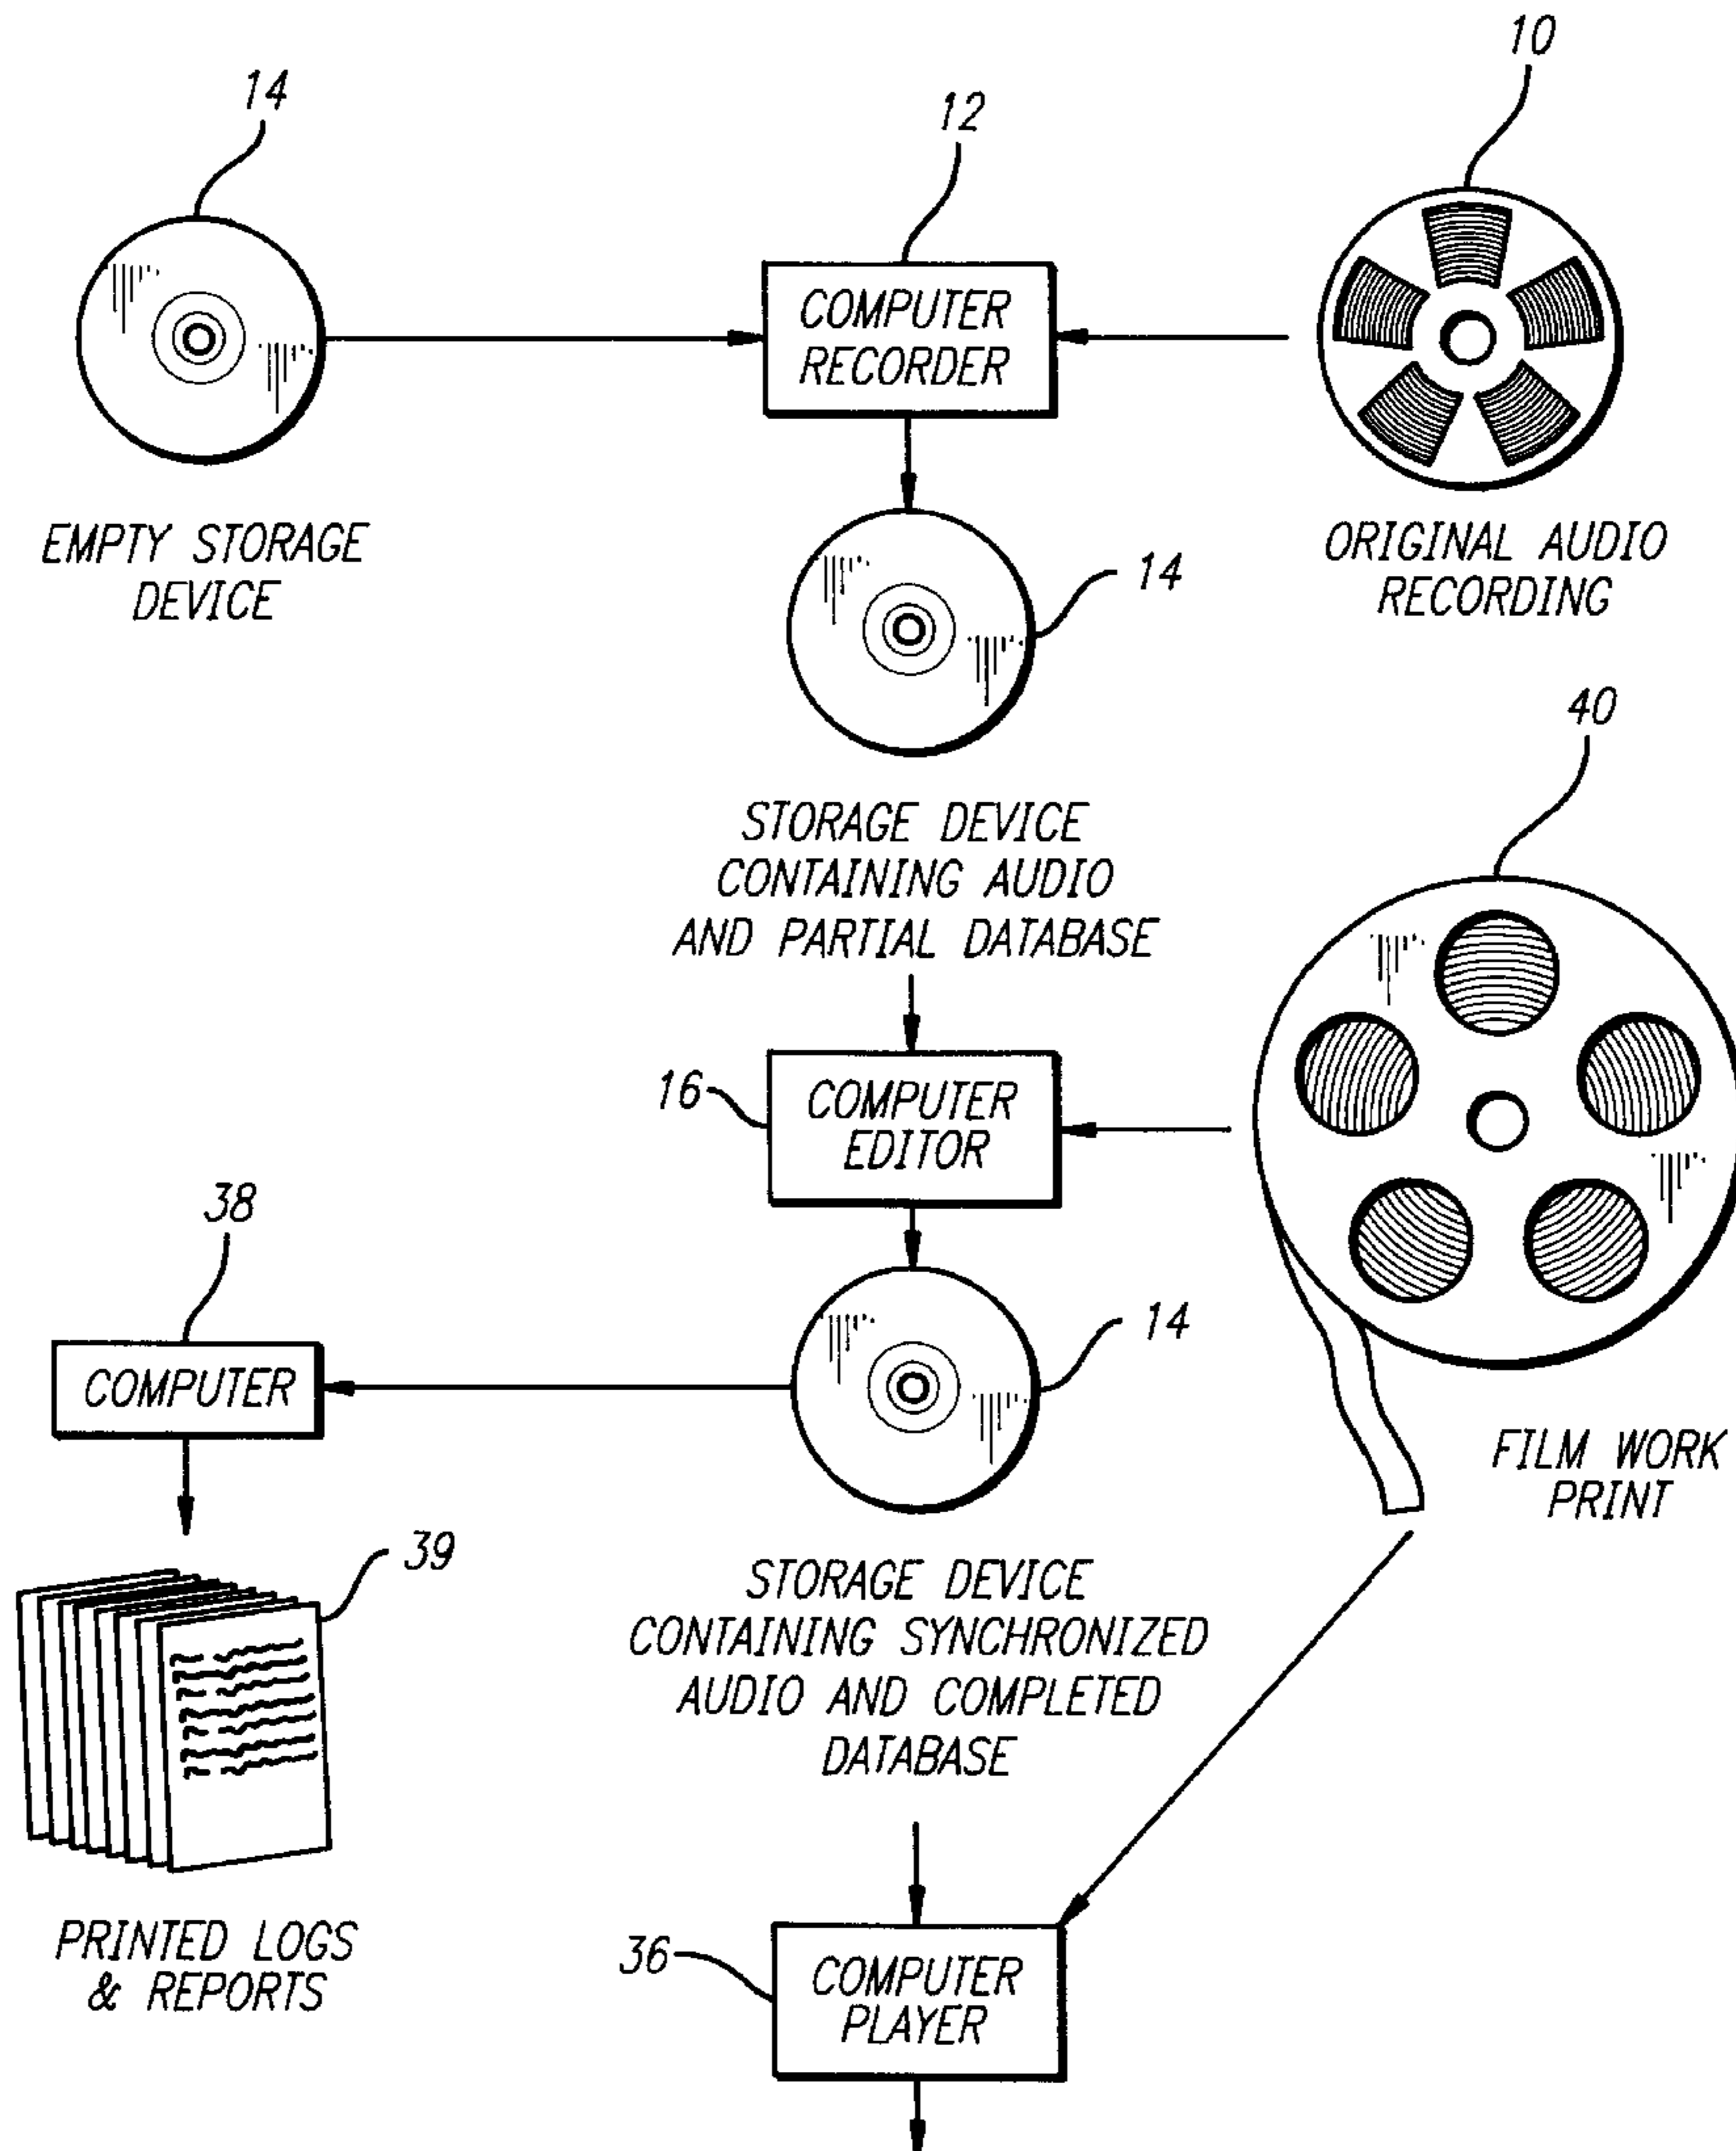 10
14
12
COMPUTER
RECORDER
EMPTY STORAGE
DEVICE
ORIGINAL AUDIO
RECORDING
14
40
STORAGE DEVICE
CONTAINING AUDIO
AND PARTIAL DATABASE
16
COMPUTER
EDITOR
38
14
COMPUTER
FILM WORK
PRINT
39
STORAGE DEVICE
CONTAINING SYNCHRONIZED
AUDIO AND COMPLETED
DATABASE
PRINTED LOGS
& REPORTS
36
COMPUTER
PLAYER